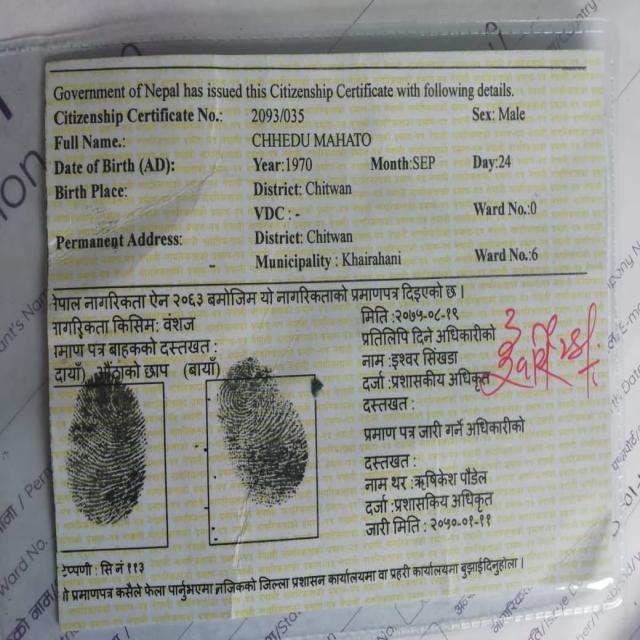 Government of Nepal has issued this Citizenship Certificate with following details.
Citizenship Certificate No.: 2093/035 Sex: Male
Full Name.: CHHEDU MAHATO
Date of Birth (AD): Year:1970 Month:SEP Day:24
Birth Place: District: Chitwan
VDC :- Ward No.:0
Permanent Address: District: Chitwan
Municipality : Khairahani Ward No.:6
नेपाल नागरिकता ऐन २०६३ बमोजिम यो नागरिकताको प्रमाणपत्र दिइएको छ ।
नागरिकता किसिम: वंशज
प्रमाण पत्र बाहकको दस्तखत :
दायाँ) औंठाको छाप (बायाँ)
मिति :२०७५-०८-१९
प्रतिलिपि दिने अधिकारीको
नाम :इश्वर सिंखडा
दर्जा :प्रशासकीय अधिकृत
दस्तखत :
प्रमाण पत्र जारी गर्ने अधिकारीको
दस्तखत :
नाम थर : ऋषिकेश पौडेल
दर्जा :प्रशासकिय अधिकृत
जारी मिति : २०५०-०१-११
टिप्पणी : सि नं ११३
यो प्रमाणपत्र कसैले फेला पार्नुभएमा नजिकको जिल्ला प्रशासन कार्यालयमा वा प्रहरी कार्यालयमा बुझाईदिनुहोला ।